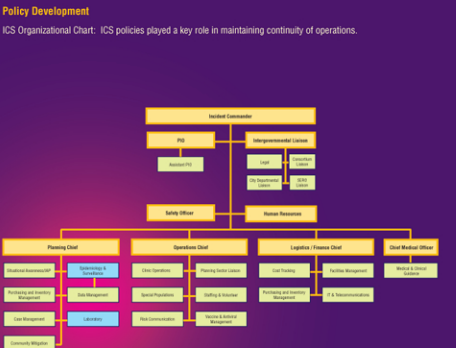 Policy Development
ICS Organizational Chart: ICS policies played a key role in maintaining continuity of operations.
Incident Commander
PIO
Intergovernmental Liaison
Assistant PIO
Legal
Consortium
Liaison
City Departmental
Liaison
Liaison
Safety Officer
Human Resources
Planning Chief
Operations Chief
Logistics / Finance Chief
Chief Medical Officer
Situational Awareness/IAP
Epidemiology &
Surveillance
Clinic Operations
Planning Section Liaison
Cost Tracking
Facilities Management
Medical & Clinical
Guidance
Purchasing and Inventory
Management
Data Management
Special Populations
Staffing & Volunteer
Purchasing and Inventory
Management
IT & Telecommunications
Case Management
Laboratory
Risk Communication
Vaccine & Antiviral
Management
Community Mitigation